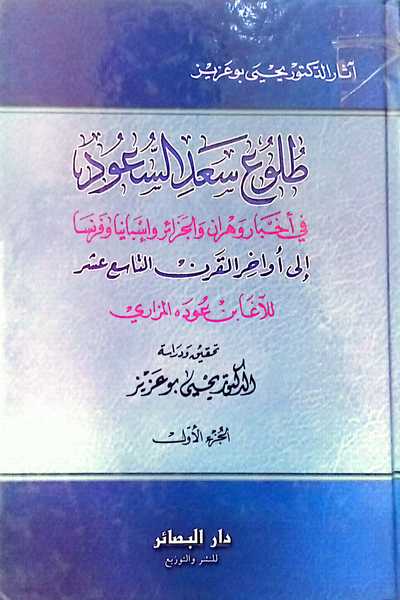 آثار الدكتور يحيى بوعزيز
طلوع سعد السعود
في أخبار وهران والجزائر وإسبانيا وفرنسا
إلى أواخر القرن التاسع عشر
للآغا بن عوده المزاري
تحقيق ودراسة
الدكتور يحيى بوعزيز
الجزء الأول
دار البصائر
للنشر والتوزيع